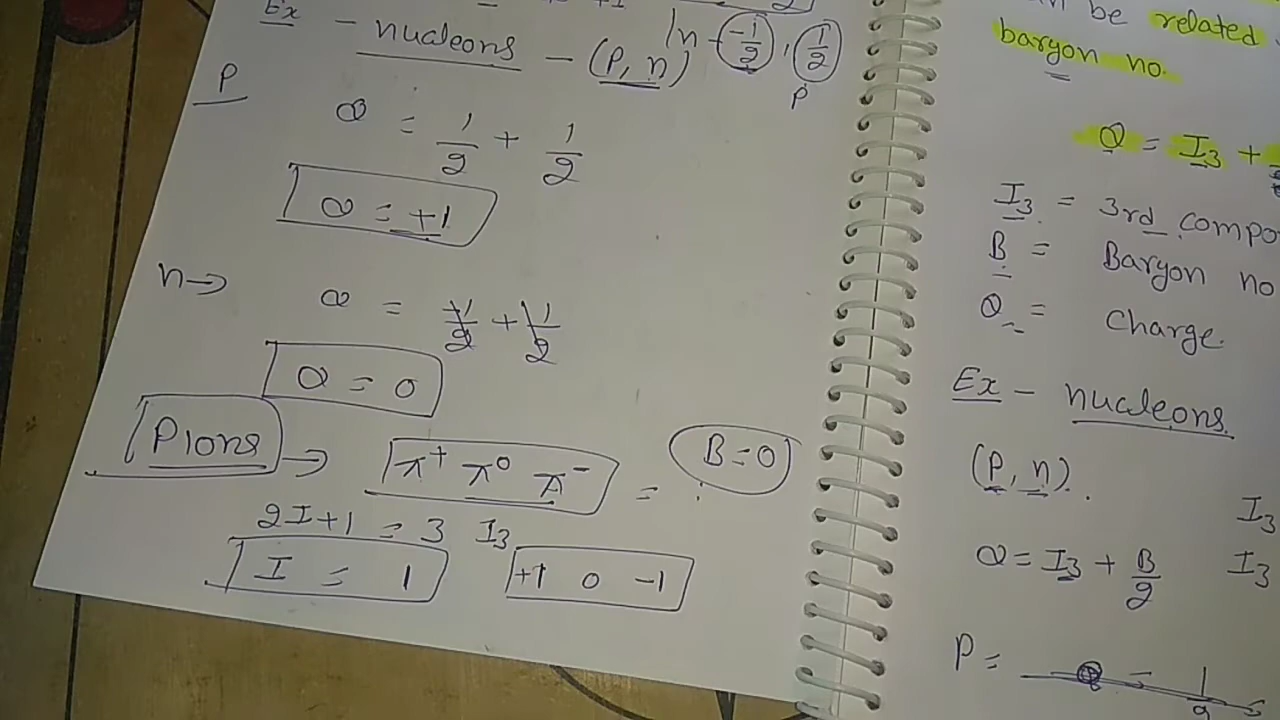 Ex - nucleons - (P, n) n -1/2, 1/2
P
P
Q = 1/2 + 1/2
Q = +1
n → Q = -1/2 + 1/2
Q = 0
Pions → π⁺ π⁰ π⁻ =
B = 0
2I+1 = 3 I₃
I = 1 +1 0 -1
be related
baryon no.
Q = I₃ +
I₃ = 3rd
B = Baryon no
Q = Charge.
Ex - nucleons.
(P, n).
I₃
Q = I₃ + B/2 I₃
P =